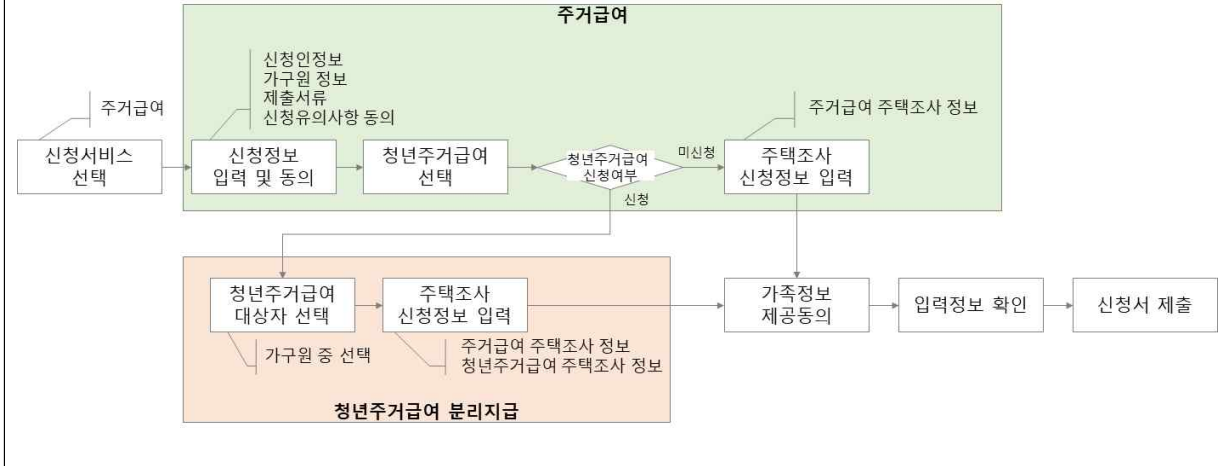 주거급여
신청인정보
가구원 정보
제출서류
신청유의사항 동의
주거급여
주거급여 주택조사 정보
신청서비스
선택
신청정보
입력 및 동의
청년주거급여
선택
청년주거급여
신청여부
미신청
주택조사
신청정보 입력
신청
청년주거급여
대상자 선택
주택조사
신청정보 입력
가족정보
제공동의
입력정보 확인
신청서 제출
가구원 중 선택
주거급여 주택조사 정보
청년주거급여 주택조사 정보
청년주거급여 분리지급